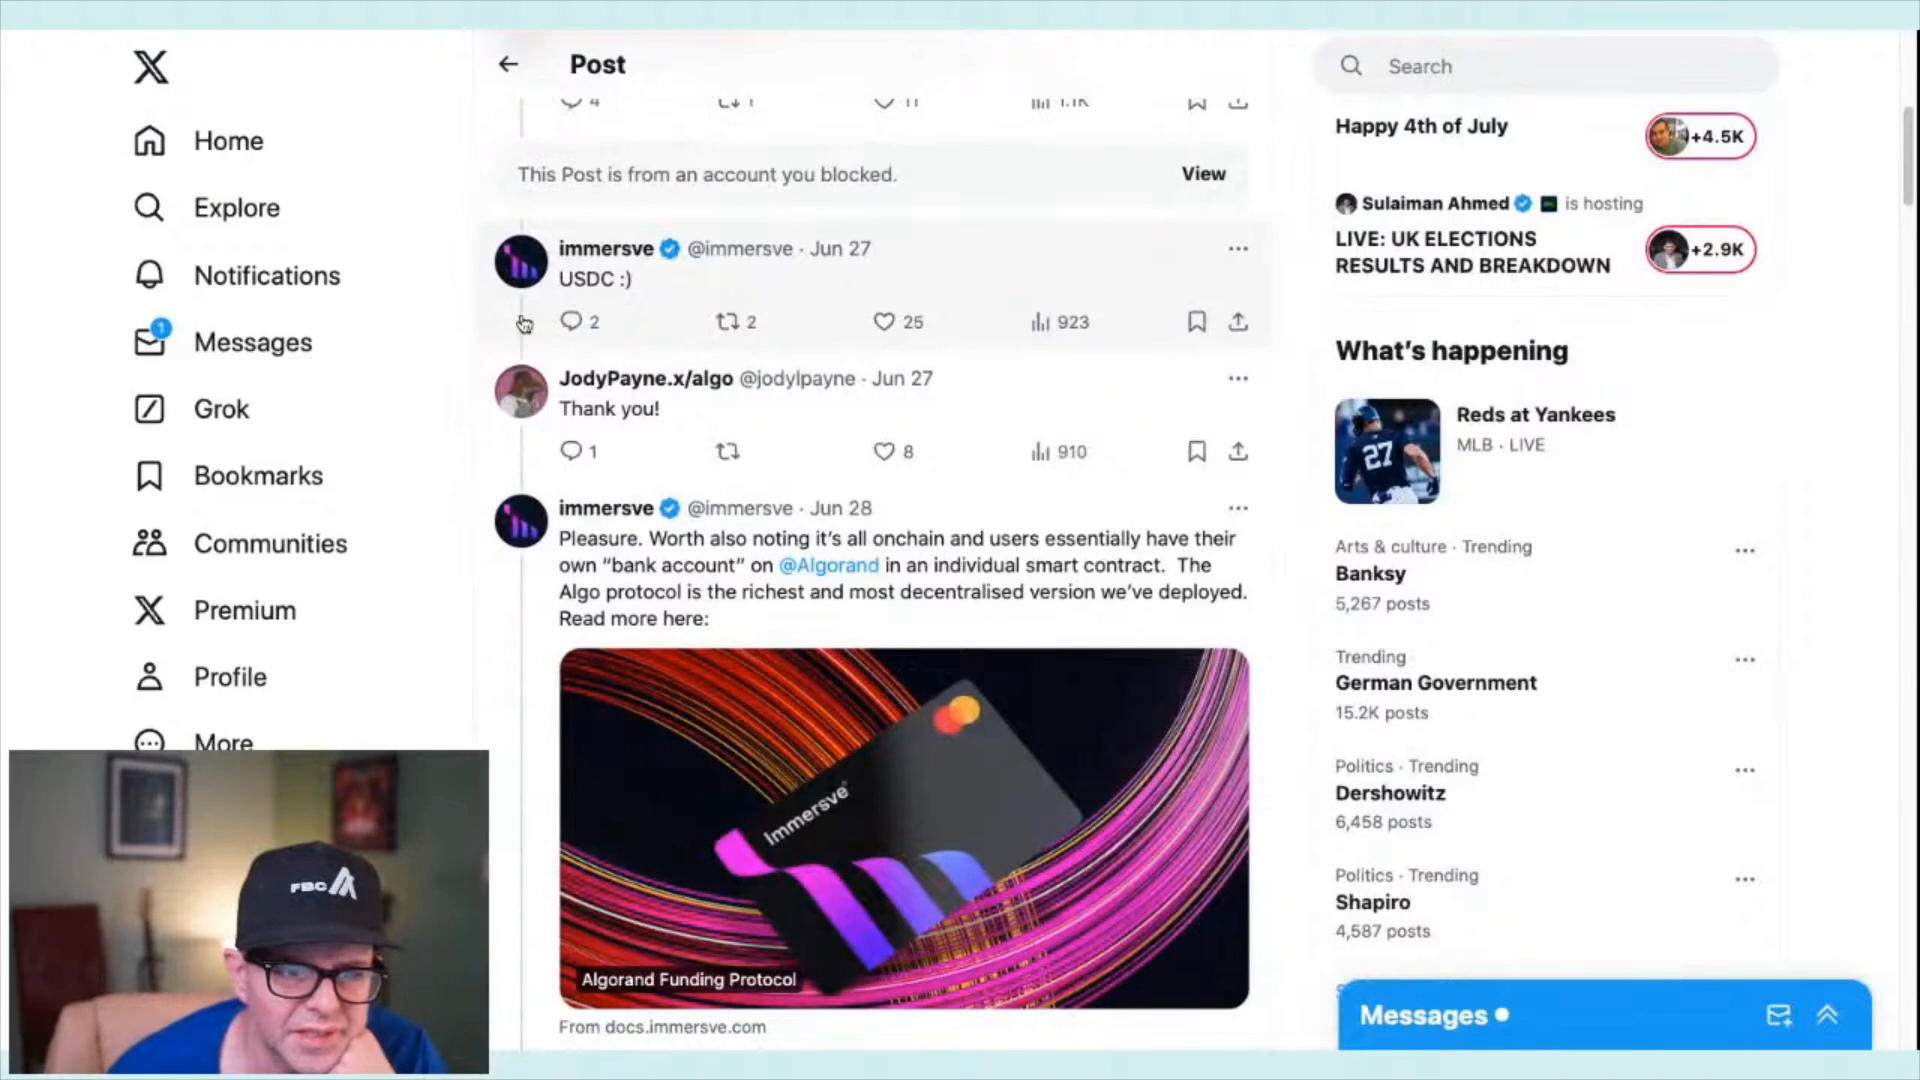 Post
Search
4
1
11
1.1K
Home
Explore
Notifications
1
Messages
Grok
Bookmarks
Communities
Premium
Profile
More
This Post is from an account you blocked.
View
immersve @immersve · Jun 27
USDC :)
2 2 25 923
JodyPayne.x/algo @jodylpayne · Jun 27
Thank you!
1 8 910
immersve @immersve · Jun 28
Pleasure. Worth also noting it’s all onchain and users essentially have their
own “bank account” on @Algorand in an individual smart contract. The
Algo protocol is the richest and most decentralised version we’ve deployed.
Read more here:
Immersve
Algorand Funding Protocol
From docs.immersve.com
Happy 4th of July
+4.5K
Sulaiman Ahmed is hosting
LIVE: UK ELECTIONS
RESULTS AND BREAKDOWN
+2.9K
What’s happening
27
Reds at Yankees
MLB · LIVE
Arts & culture · Trending
Banksy
5,267 posts
Trending
German Government
15.2K posts
Politics · Trending
Dershowitz
6,458 posts
Politics · Trending
Shapiro
4,587 posts
Messages
FBC